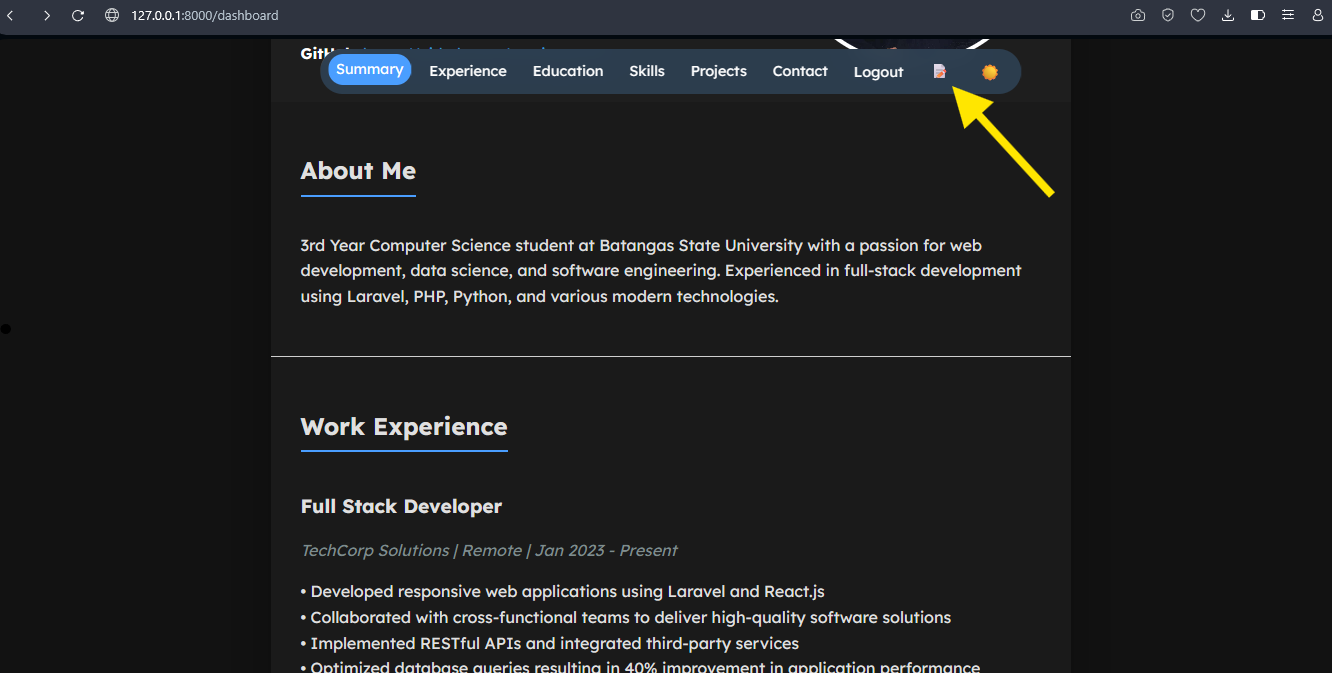 127.0.0.1:8000/dashboard
Summary Experience Education Skills Projects Contact Logout
About Me
3rd Year Computer Science student at Batangas State University with a passion for web
development, data science, and software engineering. Experienced in full-stack development
using Laravel, PHP, Python, and various modern technologies.
Work Experience
Full Stack Developer
TechCorp Solutions | Remote | Jan 2023 - Present
• Developed responsive web applications using Laravel and React.js
• Collaborated with cross-functional teams to deliver high-quality software solutions
• Implemented RESTful APIs and integrated third-party services
• Optimized database queries resulting in 40% improvement in application performance